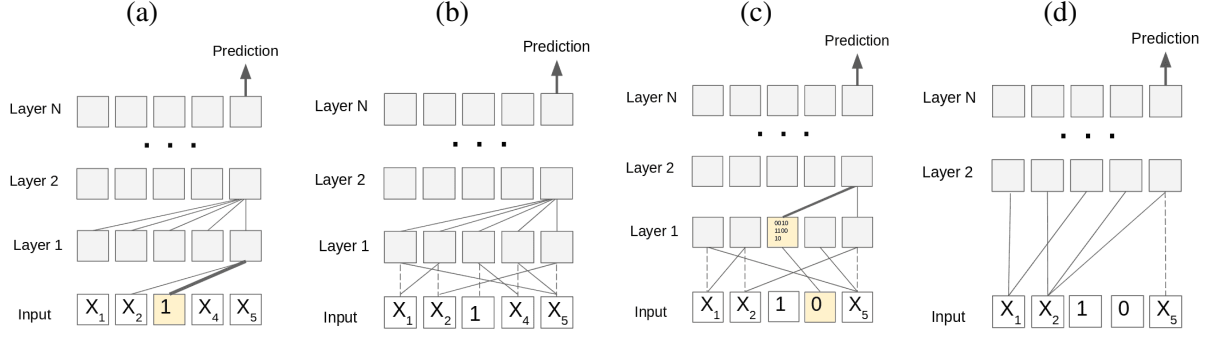 (a)
Prediction
Layer N
. . .
Layer 2
Layer 1
Input
X1 X2 1 X4 X5
(b)
Prediction
Layer N
. . .
Layer 2
Layer 1
Input
X1 X2 1 X4 X5
(c)
Prediction
Layer N
. . .
Layer 2
Layer 1
0010
1100
10
Input
X1 X2 1 0 X5
(d)
Prediction
Layer N
. . .
Layer 2
Input
X1 X2 1 0 X5